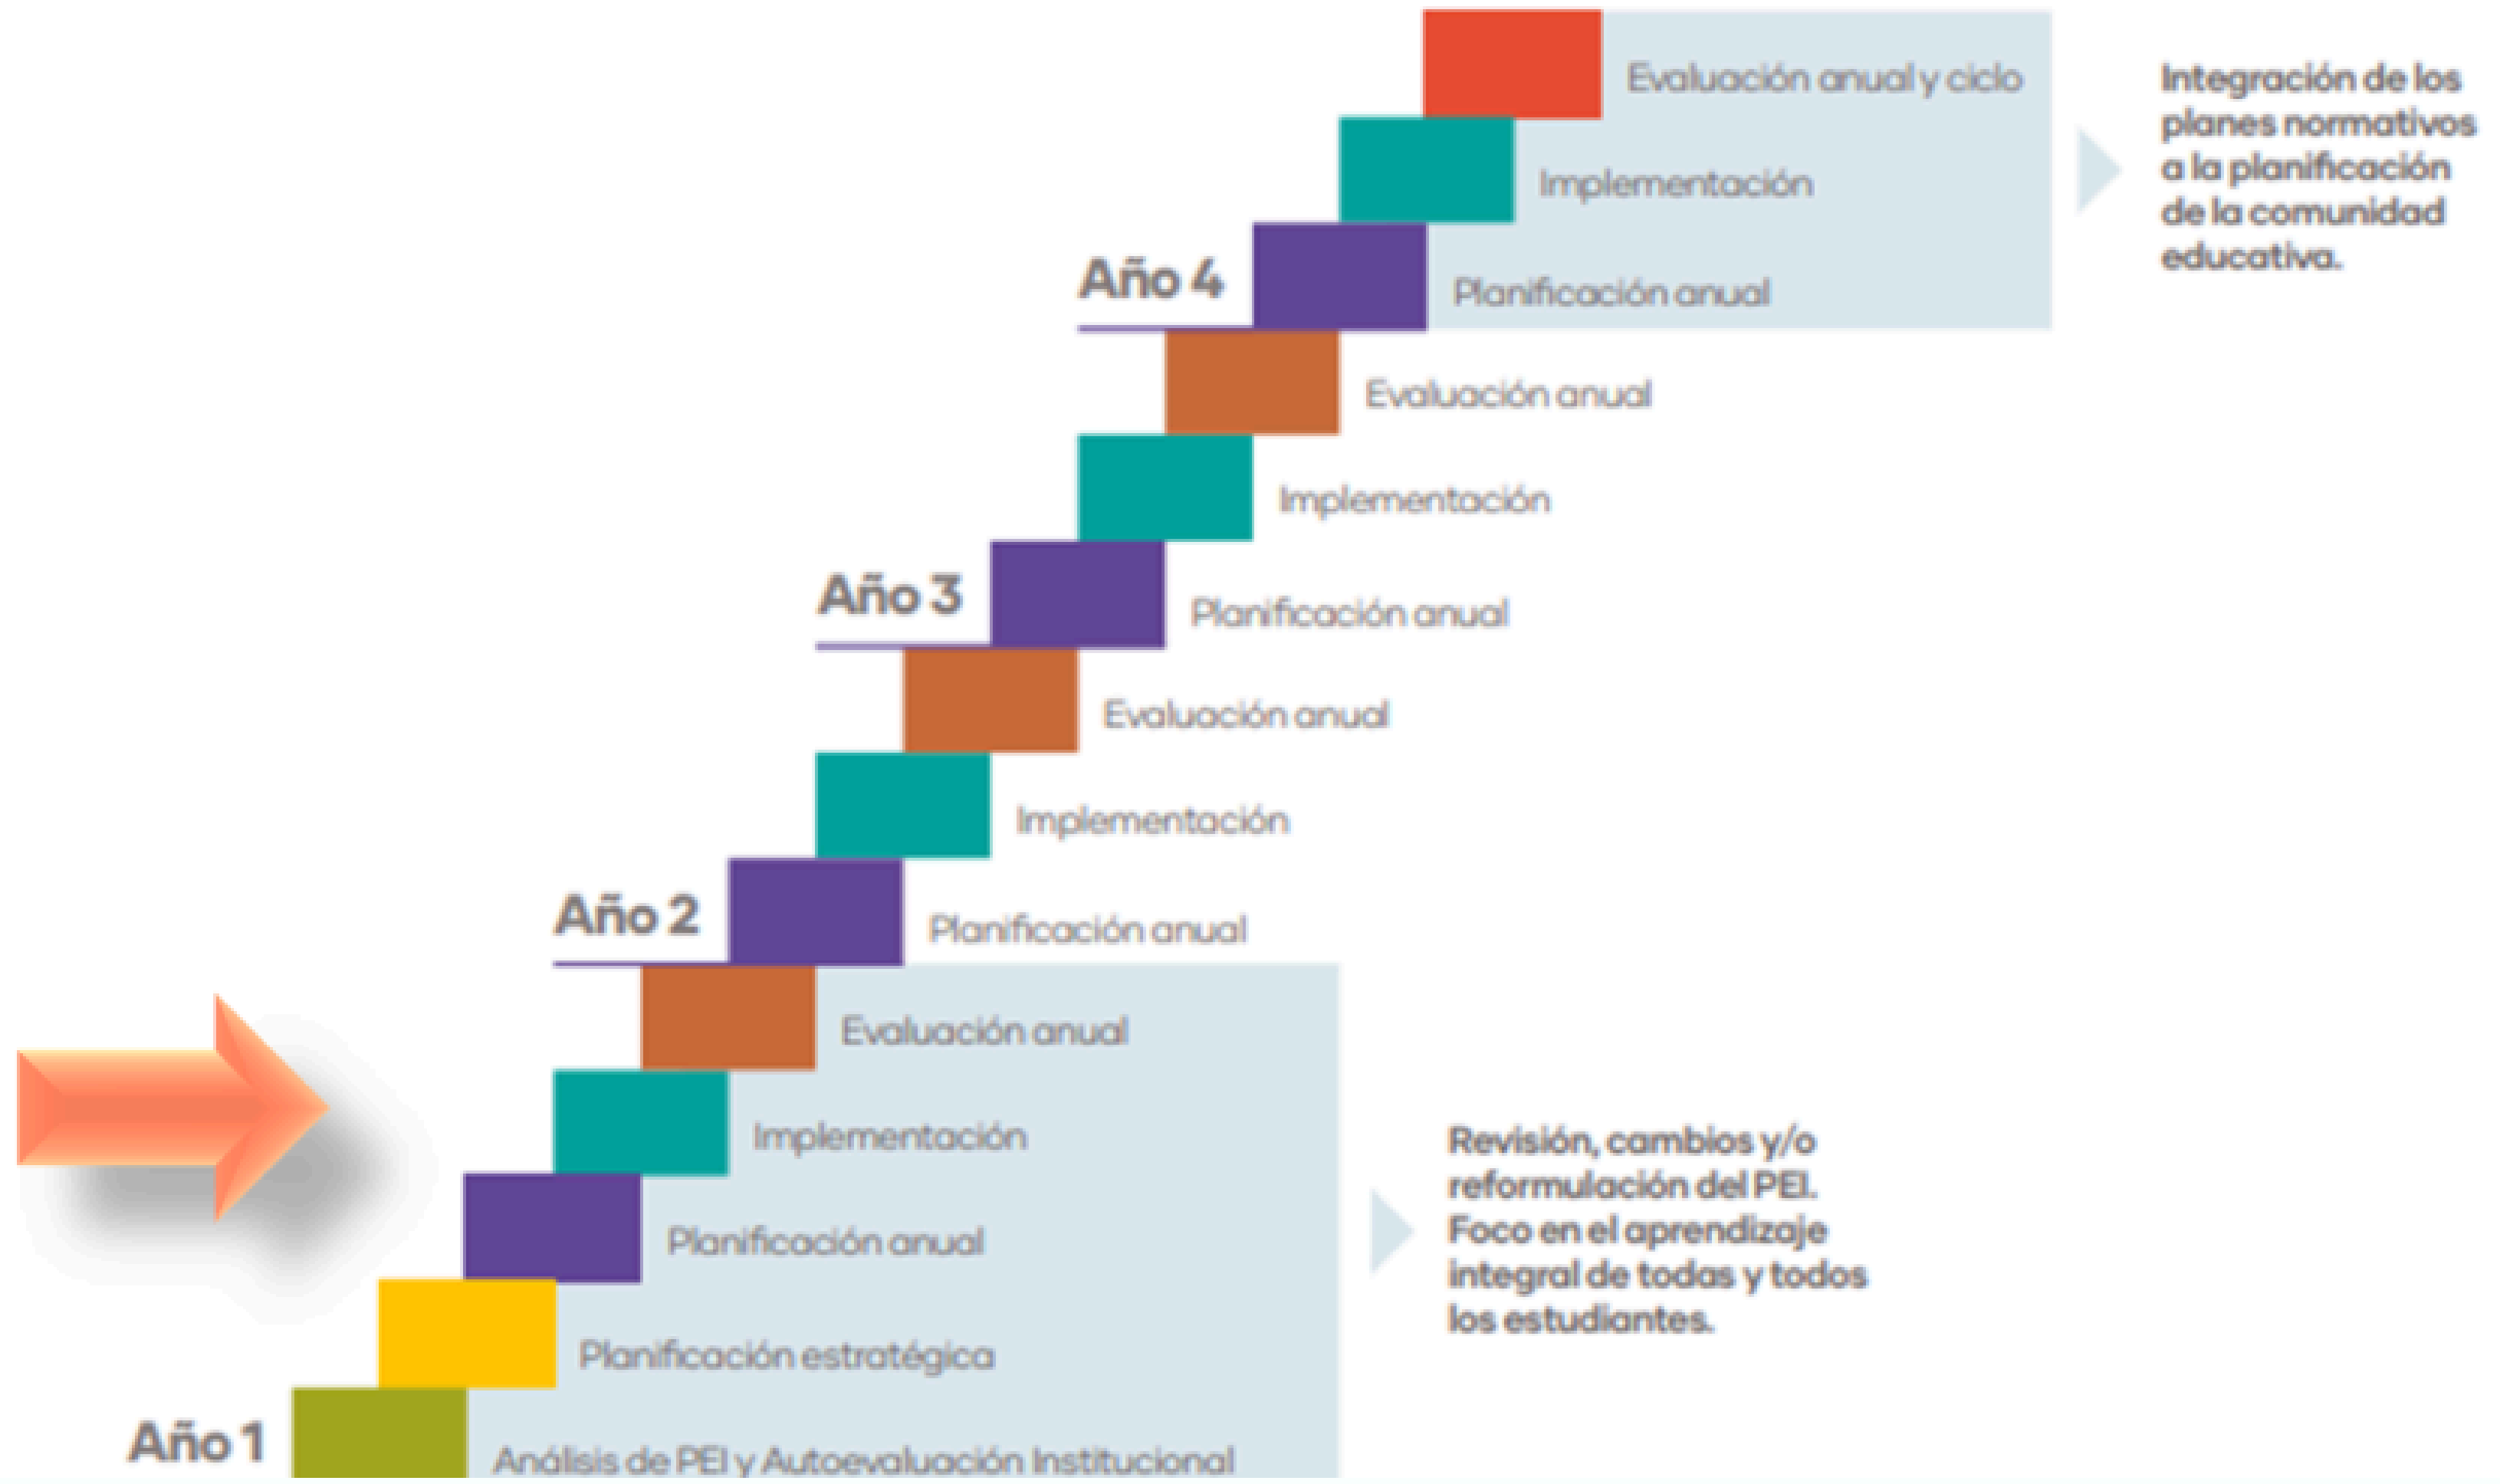 Evaluación anual y ciclo
Integración de los
planes normativos
a la planificación
de la comunidad
educativa.
Implementación
Año 4
Planificación anual
Evaluación anual
Implementación
Año 3
Planificación anual
Evaluación anual
Implementación
Año 2
Planificación anual
Evaluación anual
Implementación
Revisión, cambios y/o
reformulación del PEI.
Foco en el aprendizaje
integral de todas y todos
los estudiantes.
Planificación anual
Planificación estratégica
Año 1
Análisis de PEI y Autoevaluación Institucional